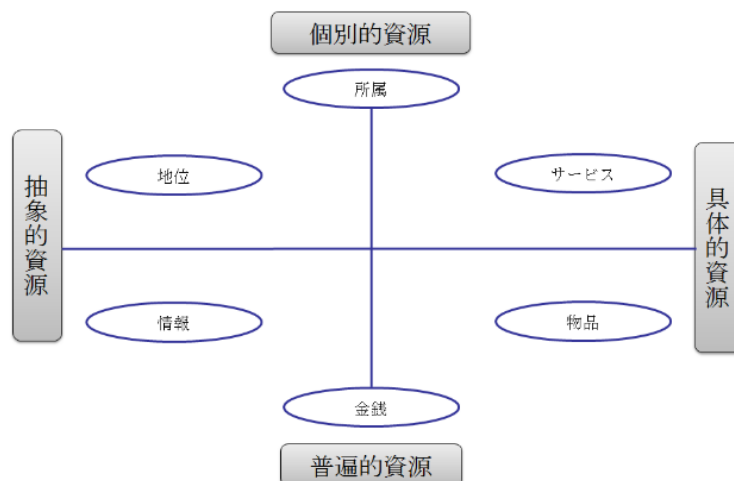 個別的資源
所属
地位
サービス
抽象的資源
具体的資源
情報
物品
金銭
普遍的資源